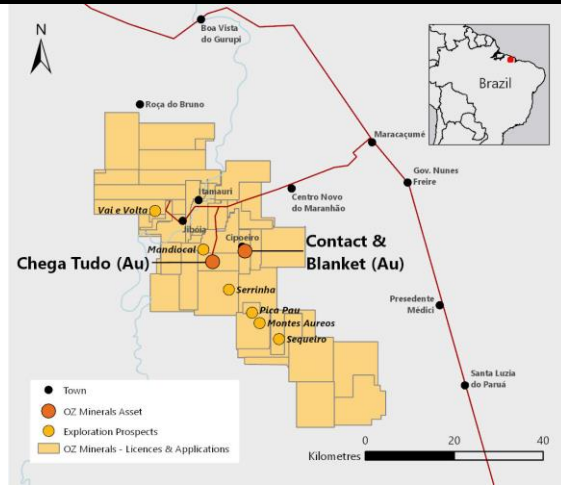 N
Boa Vista
do Gurupi
Brazil
Roça do Bruno
Maracaçumé
Gov. Nunes
Freire
Itamauri
Centro Novo
do Maranhão
Vai e Volta
Jibóia
Cipoeiro
Mandiocal
Contact &
Blanket (Au)
Chega Tudo (Au)
Serrinha
Presedente
Médici
Pica Pau
Montes Aureos
Sequeiro
Santa Luzia
do Paruá
Town
OZ Minerals Asset
Exploration Prospects
OZ Minerals - Licences & Applications
0 20 40
Kilometres